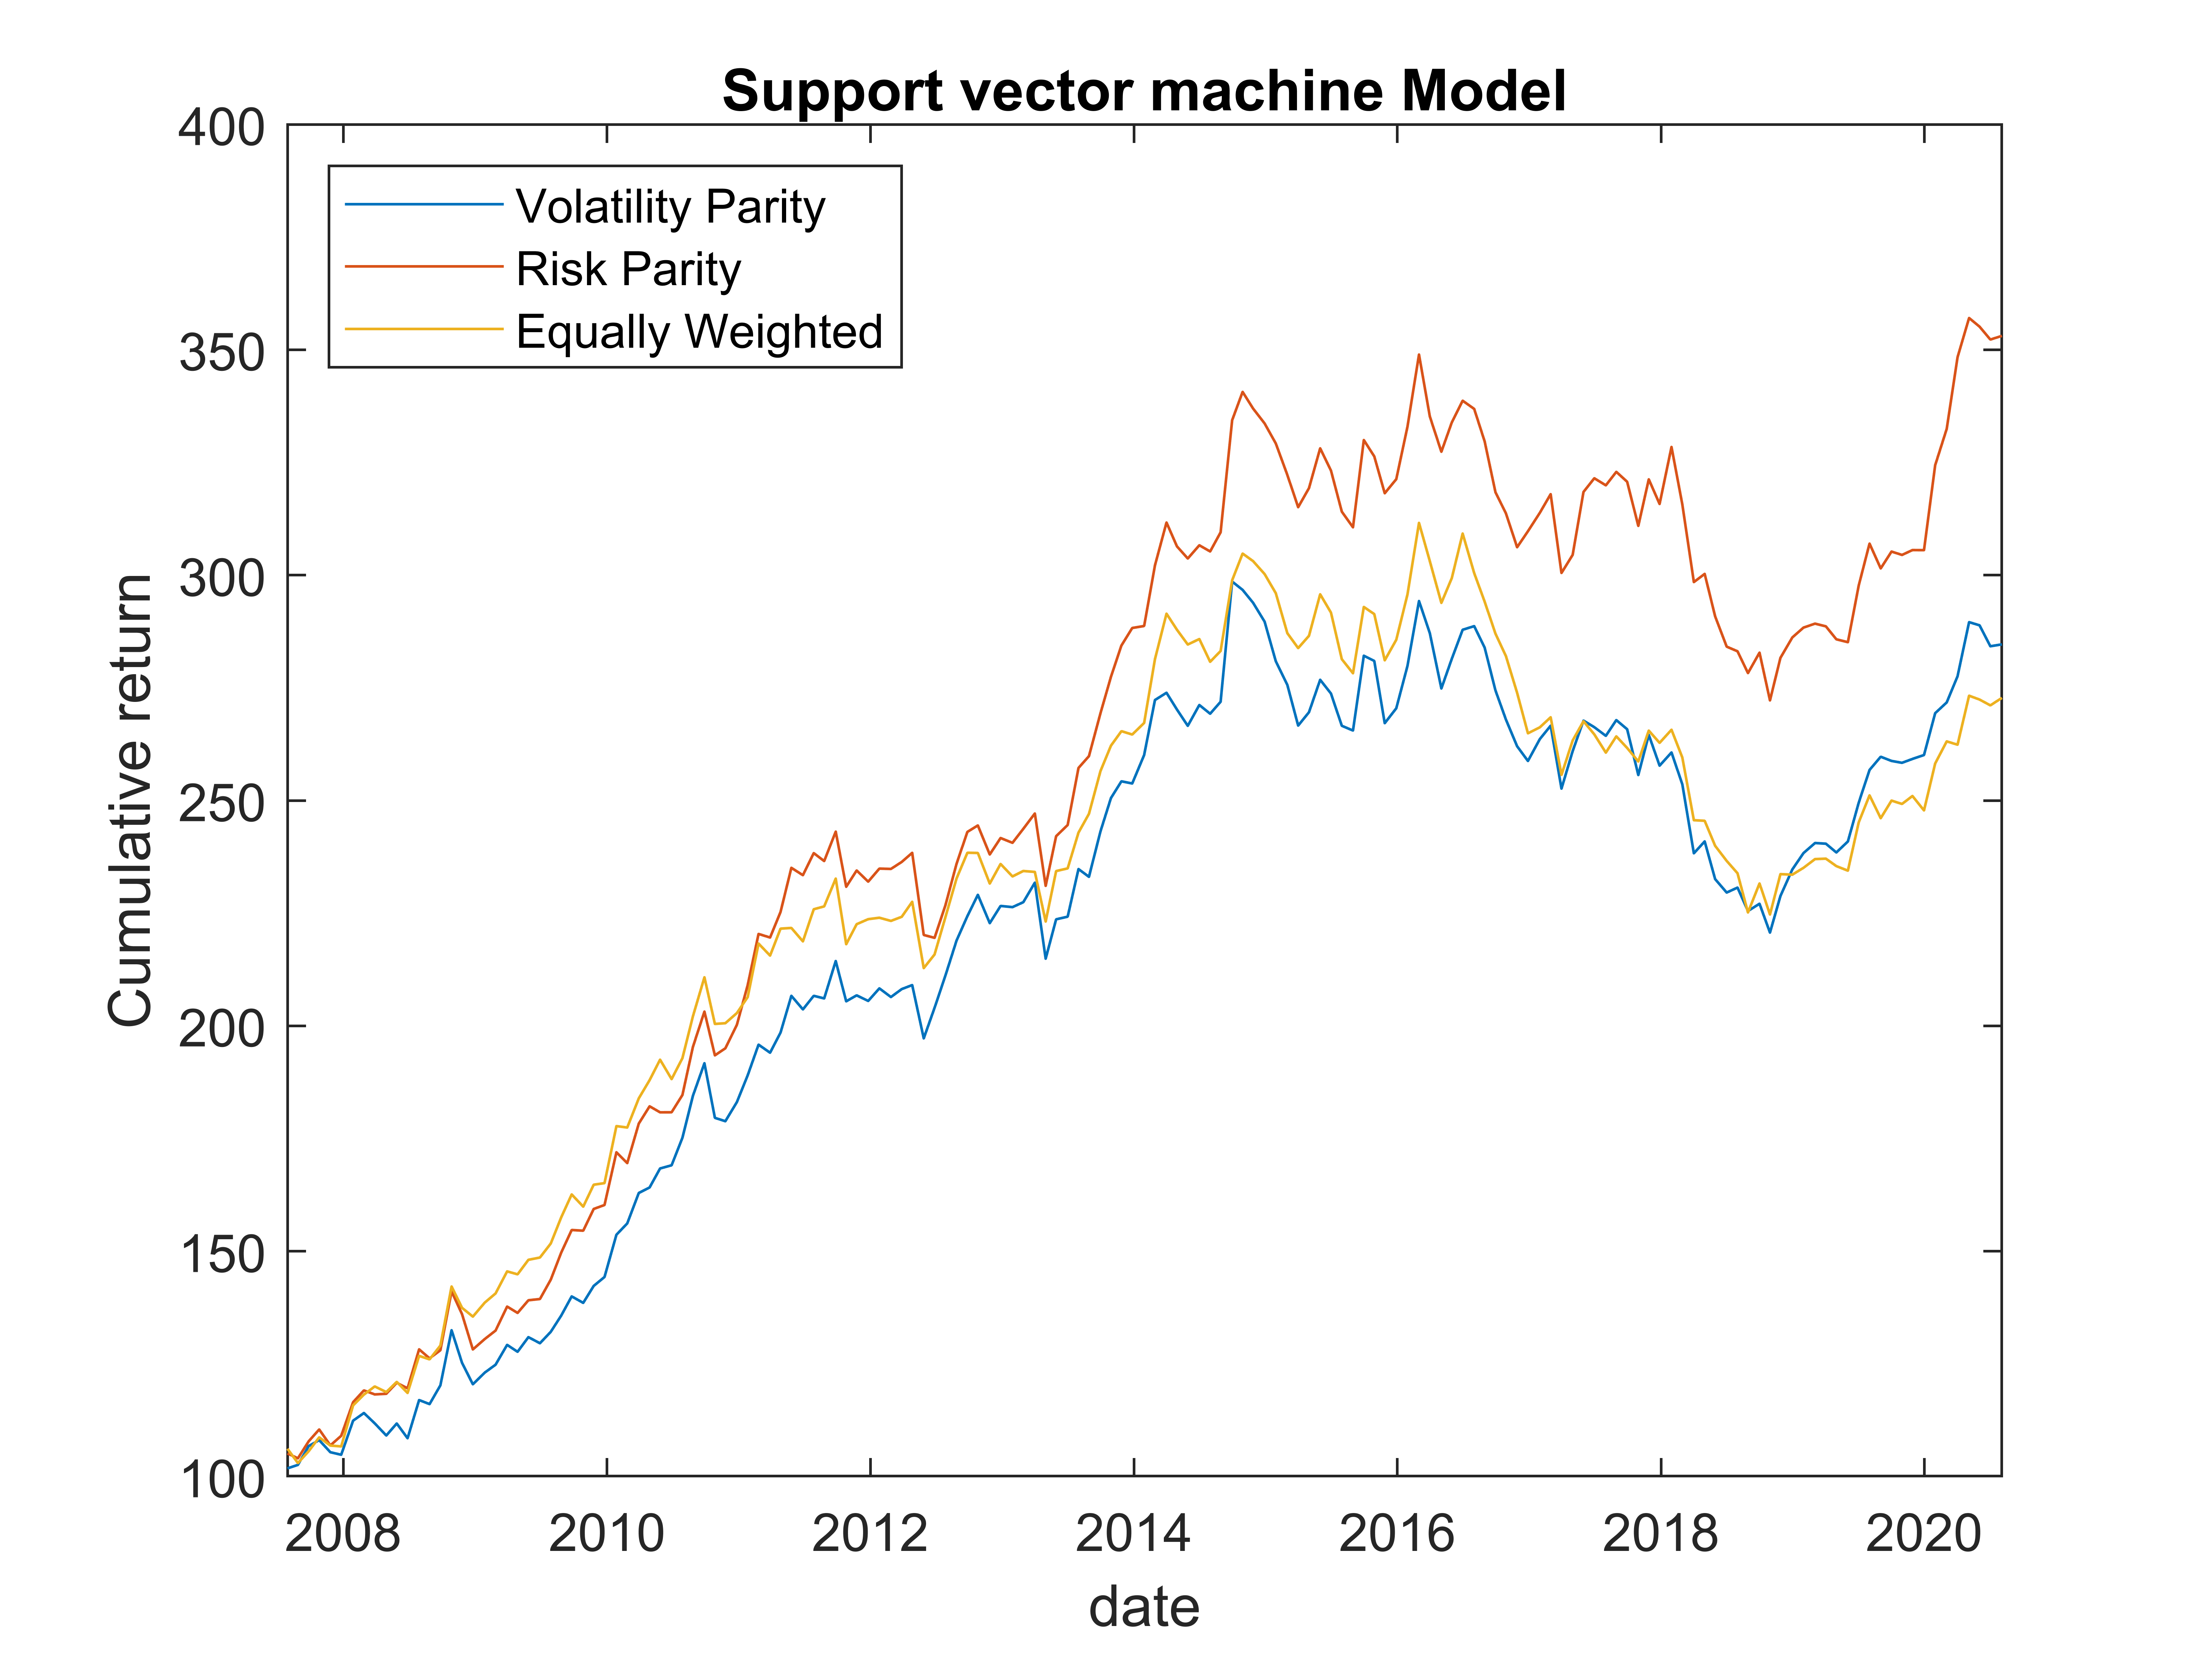 Support vector machine Model
400
350
300
250
200
150
100
Cumulative return
Volatility Parity
Risk Parity
Equally Weighted
2008 2010 2012 2014 2016 2018 2020
date